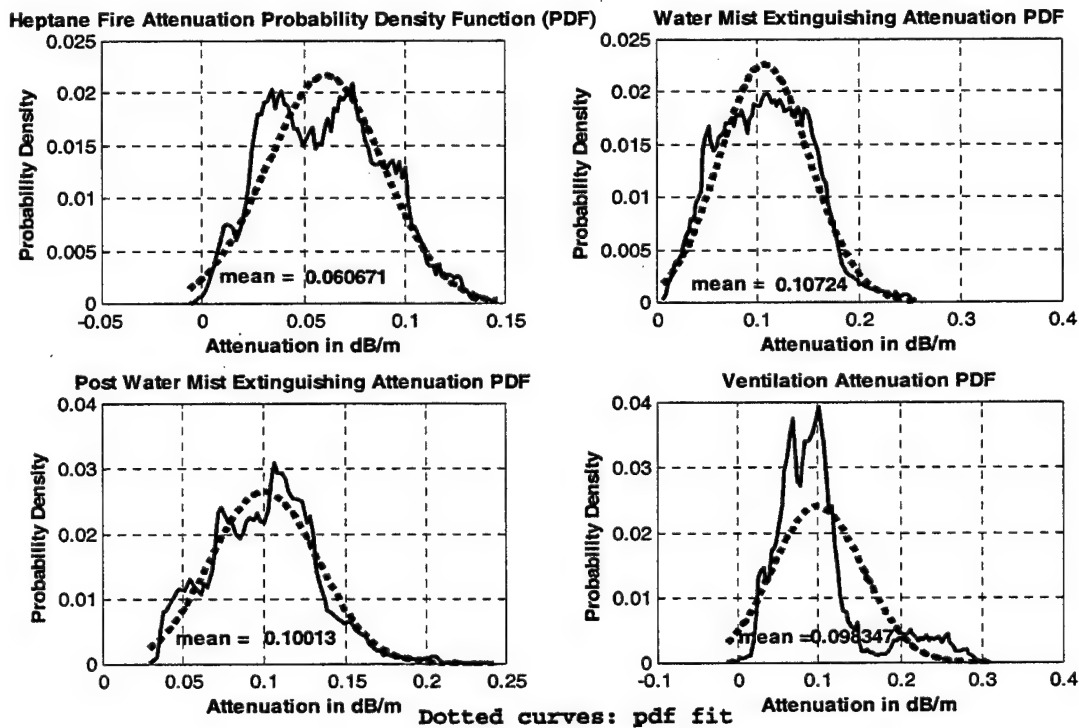 Heptane Fire Attenuation Probability Density Function (PDF)
0.025
0.02
0.015
0.01
0.005
0
Probability Density
mean = 0.060671
-0.05
0
0.05
0.1
0.15
Attenuation in dB/m
Water Mist Extinguishing Attenuation PDF
0.025
0.02
0.015
0.01
0.005
0
Probability Density
mean = 0.10724
0
0.1
0.2
0.3
0.4
Attenuation in dB/m
Post Water Mist Extinguishing Attenuation PDF
0.04
0.03
0.02
0.01
0
Probability Density
mean = 0.10013
0
0.05
0.1
0.15
0.2
0.25
Attenuation in dB/m
Ventilation Attenuation PDF
0.04
0.03
0.02
0.01
0
Probability Density
mean =0.098347
-0.1
0
0.1
0.2
0.3
0.4
Attenuation in dB/m
Dotted curves: pdf fit